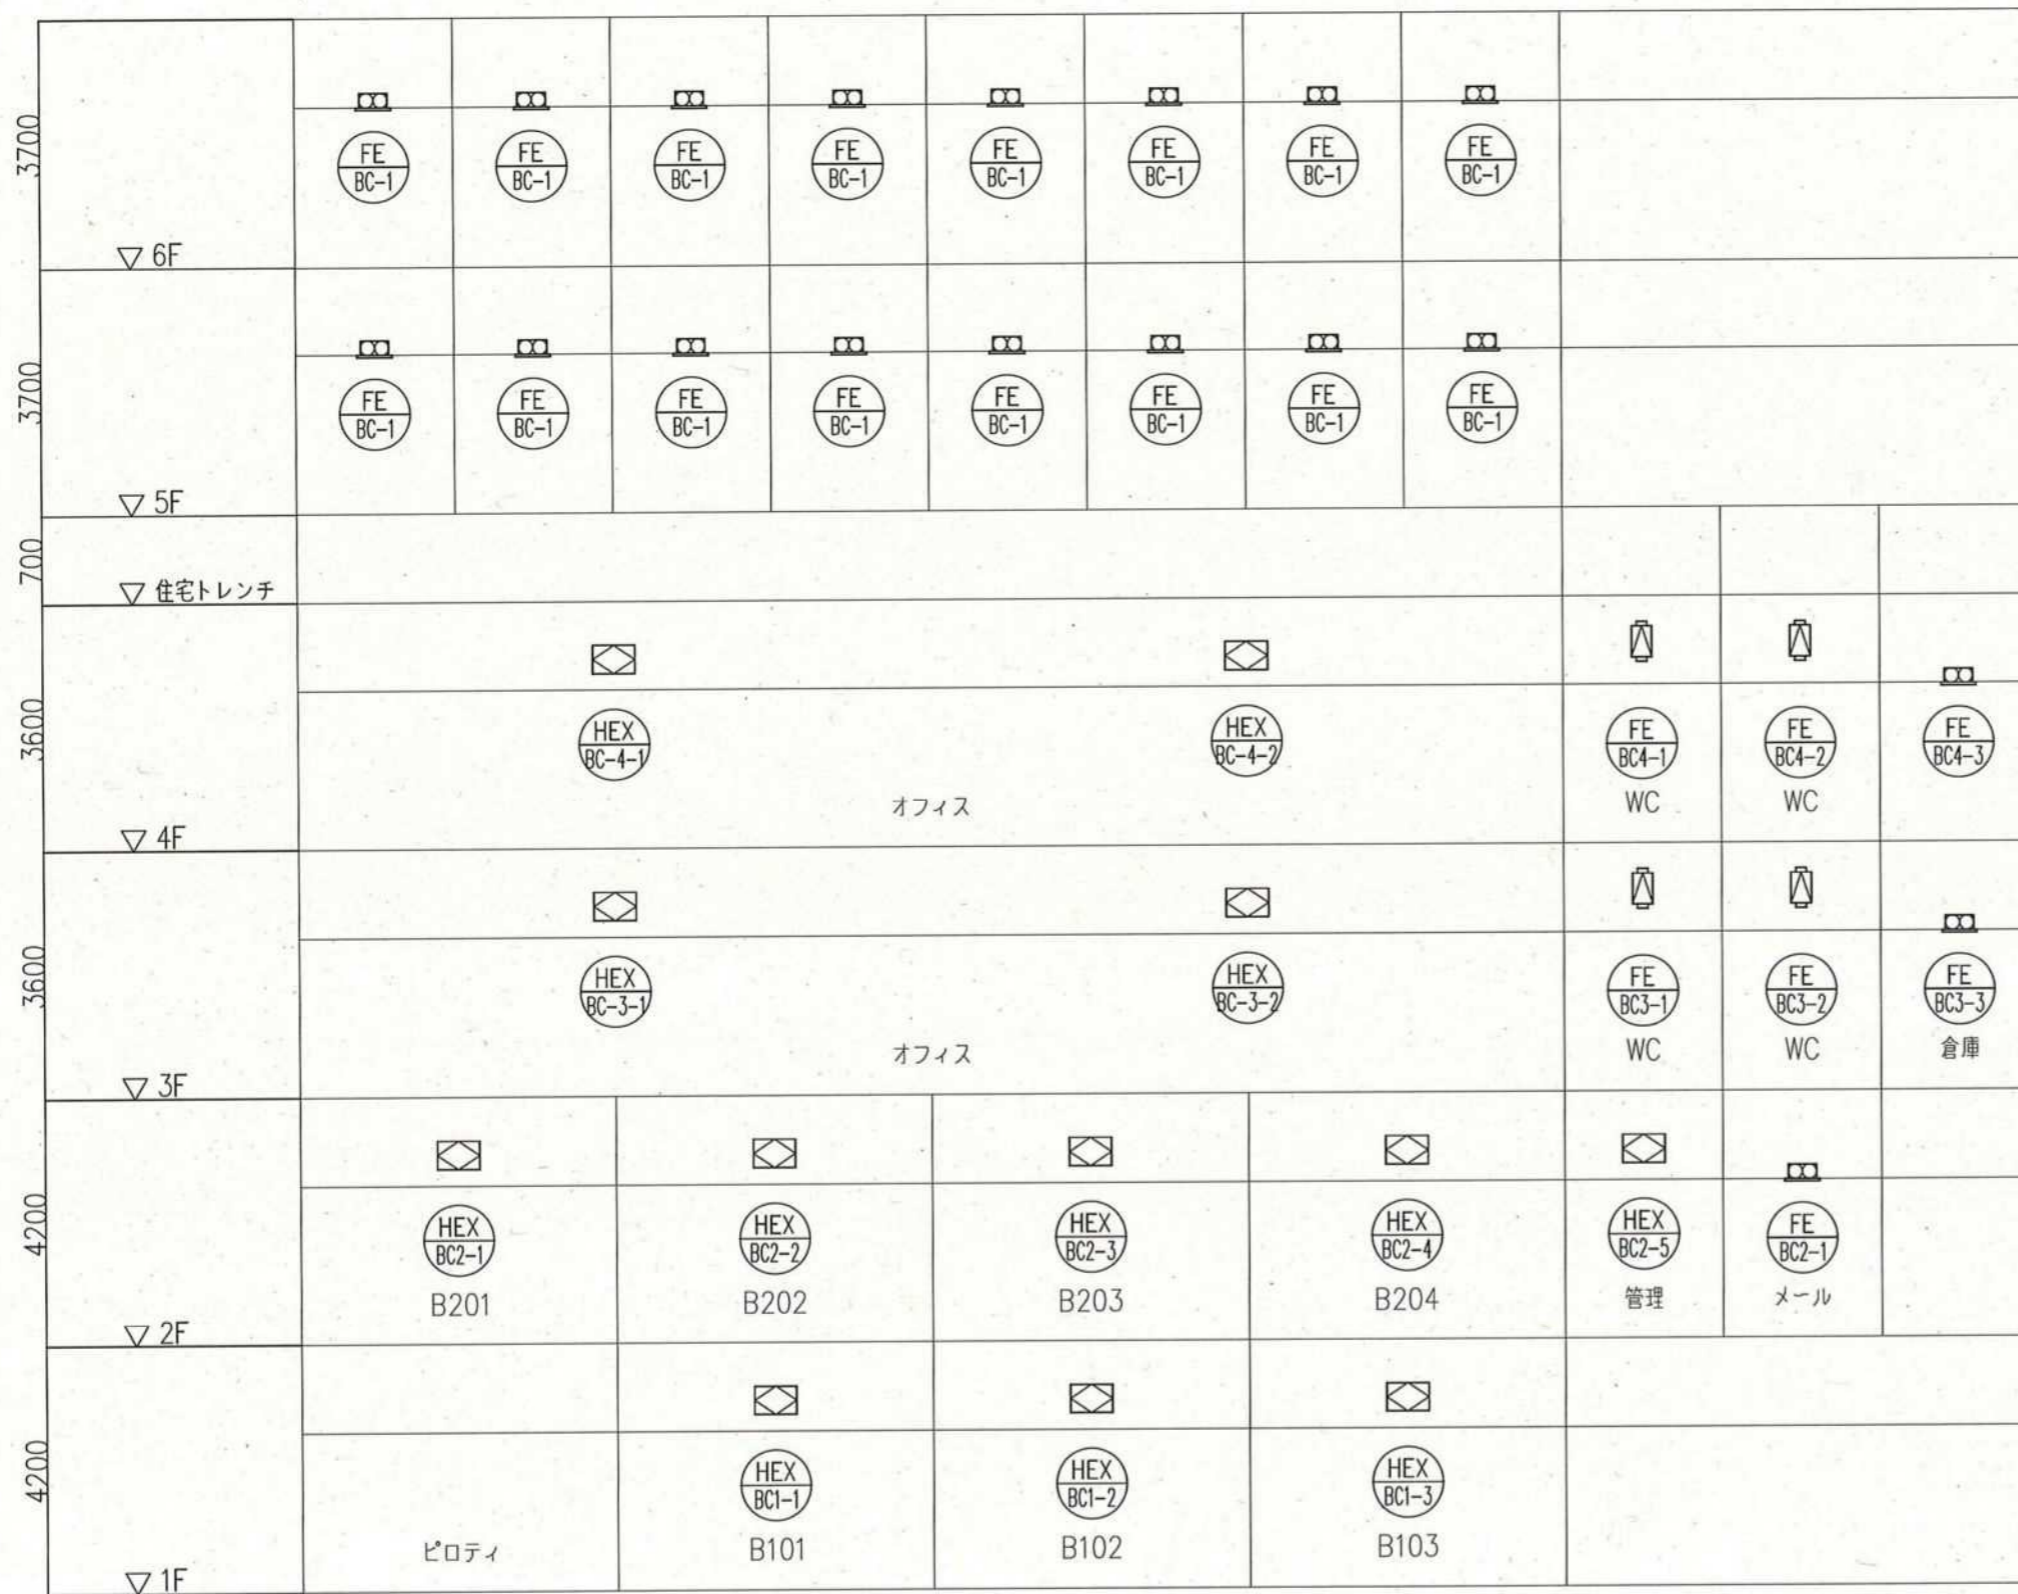 3700
FE FE FE FE FE FE FE FE
BC-1 BC-1 BC-1 BC-1 BC-1 BC-1 BC-1 BC-1
▽ 6F
3700
FE FE FE FE FE FE FE FE
BC-1 BC-1 BC-1 BC-1 BC-1 BC-1 BC-1 BC-1
▽ 5F
700
▽ 住宅トレンチ
3600
HEX HEX FE FE FE
BC-4-1 BC-4-2 BC4-1 BC4-2 BC4-3
オフィス WC WC
▽ 4F
3600
HEX HEX FE FE FE
BC-3-1 BC-3-2 BC3-1 BC3-2 BC3-3
オフィス WC WC 倉庫
▽ 3F
4200
HEX HEX HEX HEX HEX FE
BC2-1 BC2-2 BC2-3 BC2-4 BC2-5 BC2-1
B201 B202 B203 B204 管理 メール
▽ 2F
4200
HEX HEX HEX
BC1-1 BC1-2 BC1-3
ピロティ B101 B102 B103
▽ 1F